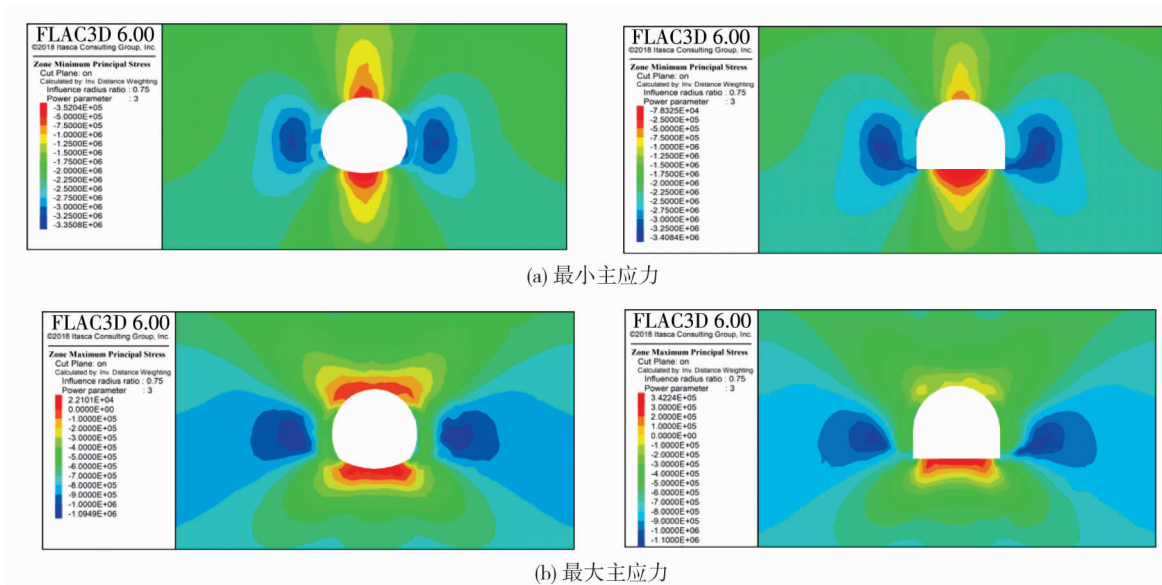 FLAC3D 6.00
©2018 Itasca Consulting Group, Inc.
Zone Minimum Principal Stress
Cut Plane: on
Calculated by: Inv. Distance Weighting
Influence radius ratio : 0.75
Power parameter : 3
-3.5204E+05
-5.0000E+05
-7.5000E+05
-1.0000E+06
-1.2500E+06
-1.5000E+06
-1.7500E+06
-2.0000E+06
-2.2500E+06
-2.5000E+06
-2.7500E+06
-3.0000E+06
-3.2500E+06
-3.3508E+06
FLAC3D 6.00
©2018 Itasca Consulting Group, Inc.
Zone Minimum Principal Stress
Cut Plane: on
Calculated by: Inv. Distance Weighting
Influence radius ratio : 0.75
Power parameter : 3
-7.8325E+04
-2.5000E+05
-5.0000E+05
-7.5000E+05
-1.0000E+06
-1.2500E+06
-1.5000E+06
-1.7500E+06
-2.0000E+06
-2.2500E+06
-2.5000E+06
-2.7500E+06
-3.0000E+06
-3.2500E+06
-3.4084E+06
(a) 最小主应力
FLAC3D 6.00
©2018 Itasca Consulting Group, Inc.
Zone Maximum Principal Stress
Cut Plane: on
Calculated by: Inv. Distance Weighting
Influence radius ratio : 0.75
Power parameter : 3
2.2101E+04
0.0000E+00
-1.0000E+05
-2.0000E+05
-3.0000E+05
-4.0000E+05
-5.0000E+05
-6.0000E+05
-7.0000E+05
-8.0000E+05
-9.0000E+05
-1.0000E+06
-1.0949E+06
FLAC3D 6.00
©2018 Itasca Consulting Group, Inc.
Zone Maximum Principal Stress
Cut Plane: on
Calculated by: Inv. Distance Weighting
Influence radius ratio : 0.75
Power parameter : 3
3.4224E+05
3.0000E+05
2.0000E+05
1.0000E+05
0.0000E+00
-1.0000E+05
-2.0000E+05
-3.0000E+05
-4.0000E+05
-5.0000E+05
-6.0000E+05
-7.0000E+05
-8.0000E+05
-9.0000E+05
-1.0000E+06
-1.1000E+06
(b) 最大主应力